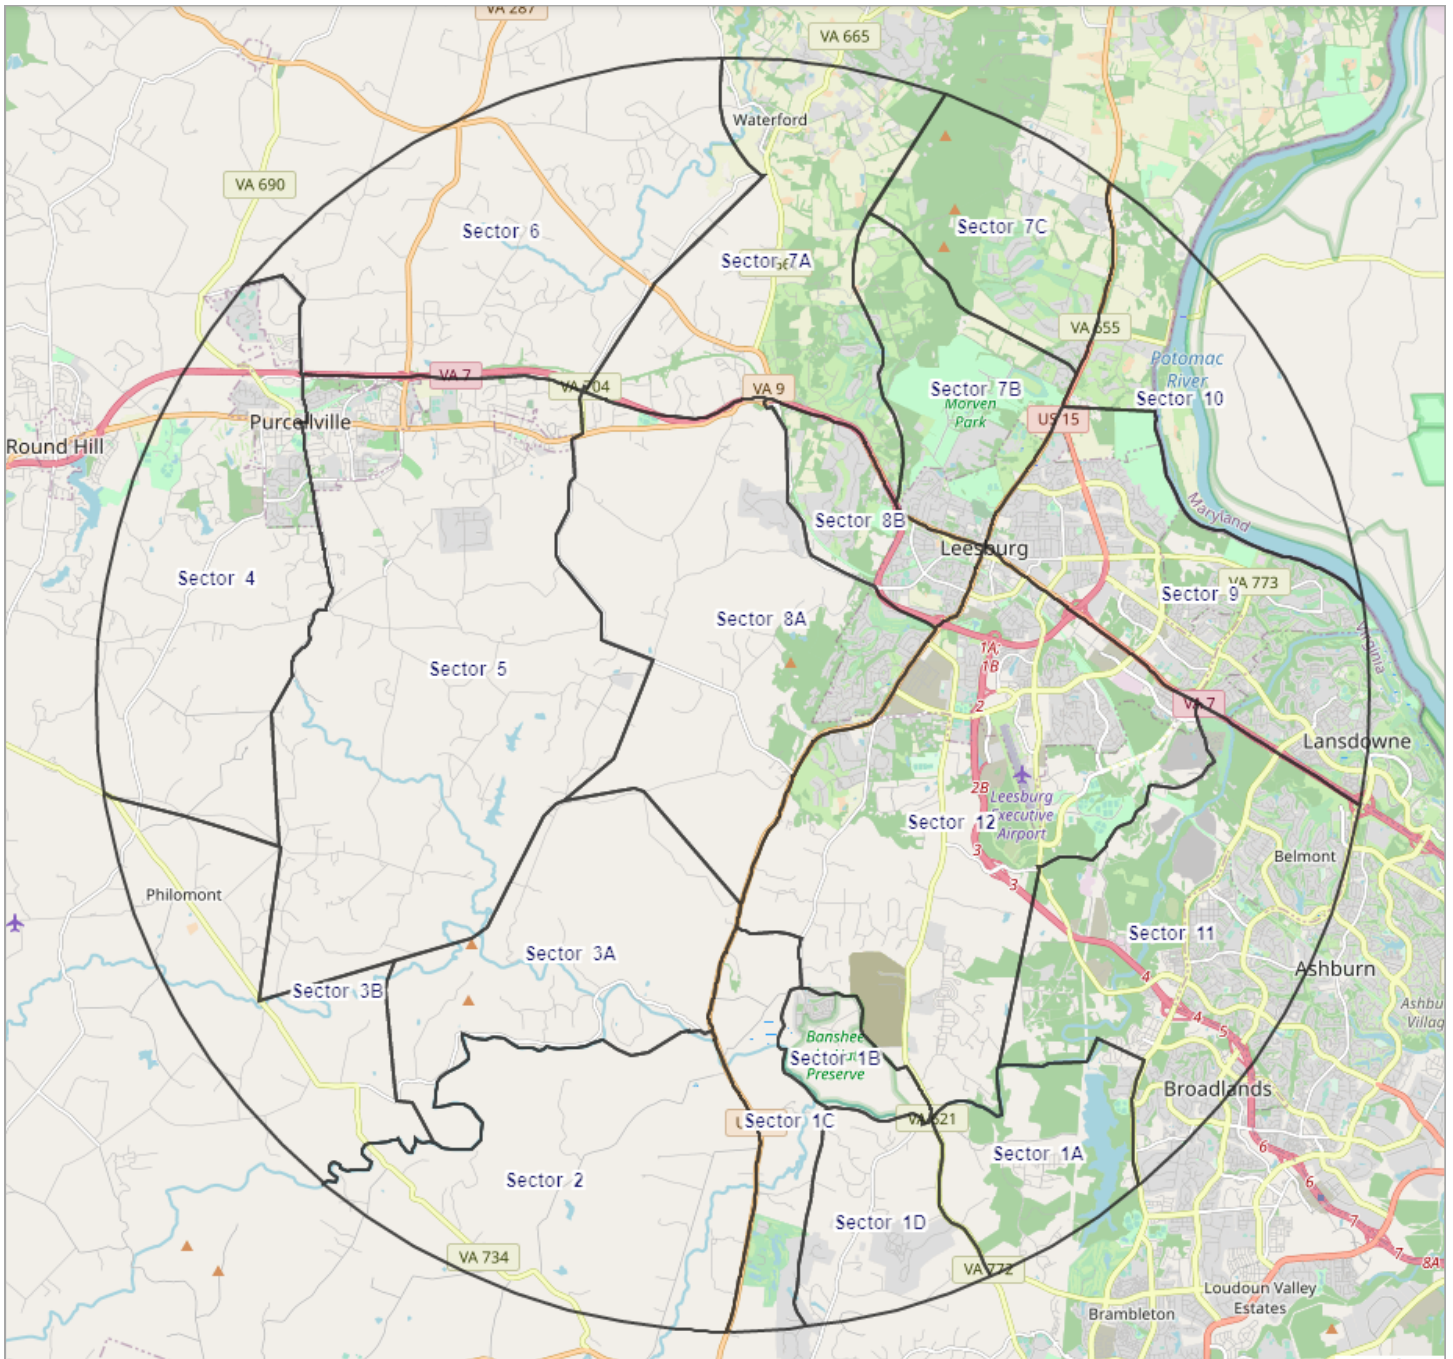 VA 287
VA 665
Waterford
VA 690
Sector 6
Sector 7C
Sector 7A
VA 655
Potomac
River
VA 7
VA 704
VA 9
Sector 7B
Sector 10
Morven
Park
US 15
Purcellville
Round Hill
Maryland
Sector 8B
Leesburg
Sector 4
VA 773
Sector 9
Sector 8A
Virginia
1A;
1B
Sector 5
2
VA 7
Lansdowne
2B
Leesburg
Executive
Airport
Sector 12
3
Belmont
3
Philomont
Sector 11
Sector 3A
Ashburn
4
Sector 3B
Ashbu
Villag
4
5
Banshee
Sector 1B
Preserve
Broadlands
Sector 1C
VA 621
6
Sector 1A
Sector 2
6
Sector 1D
7
VA 734
7
8A
VA 772
Loudoun Valley
Estates
Brambleton